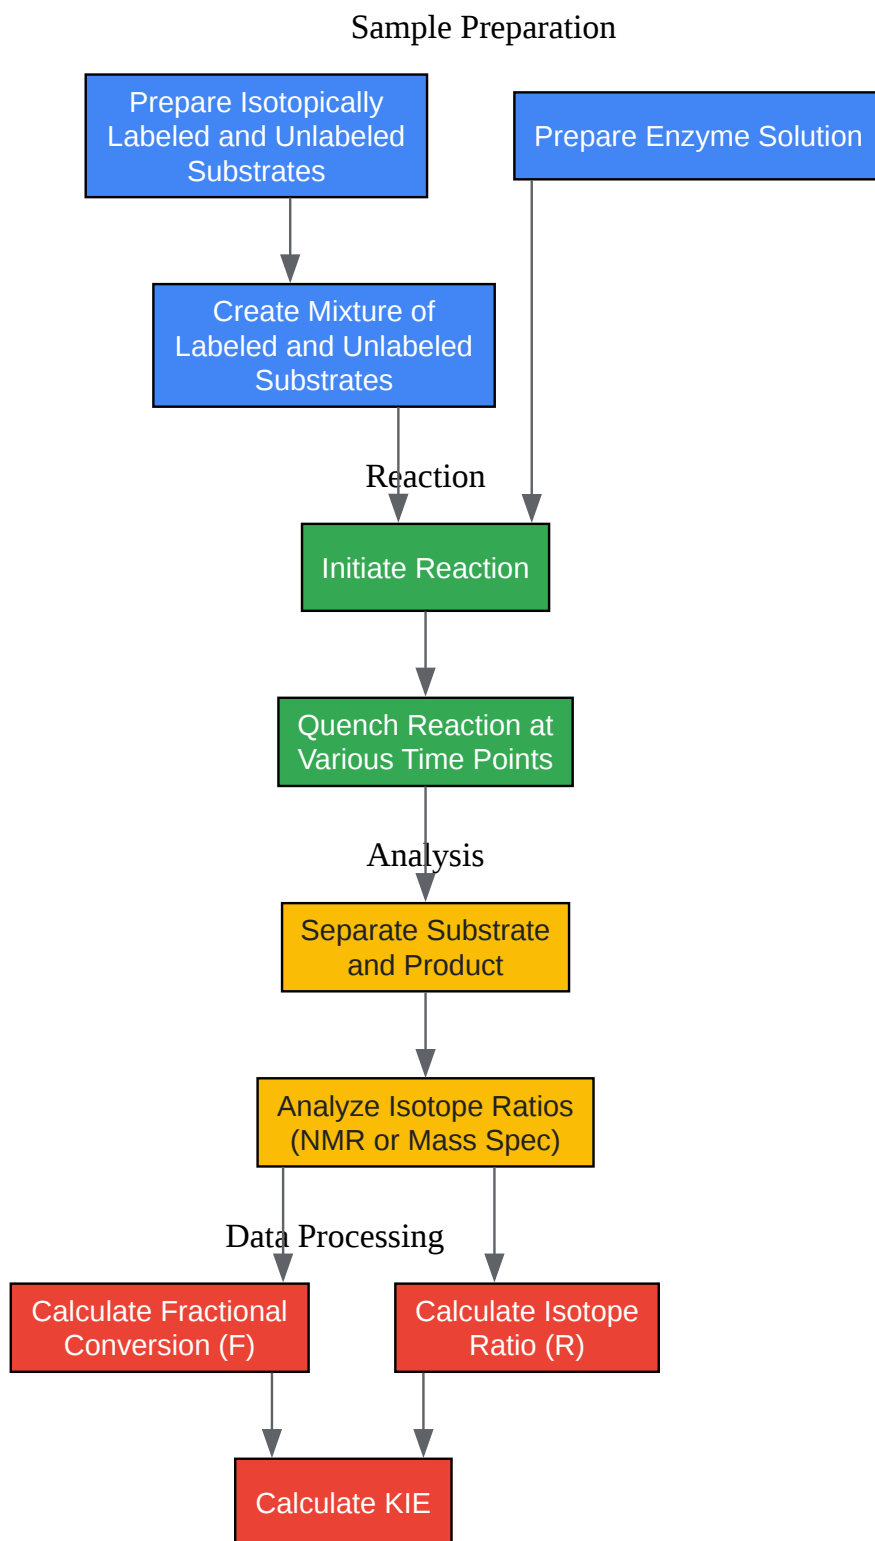 Sample Preparation
Prepare Isotopically
Labeled and Unlabeled
Substrates
Prepare Enzyme Solution
Create Mixture of
Labeled and Unlabeled
Substrates
Reaction
Initiate Reaction
Quench Reaction at
Various Time Points
Analysis
Separate Substrate
and Product
Analyze Isotope Ratios
(NMR or Mass Spec)
Data Processing
Calculate Fractional
Conversion (F)
Calculate Isotope
Ratio (R)
Calculate KIE